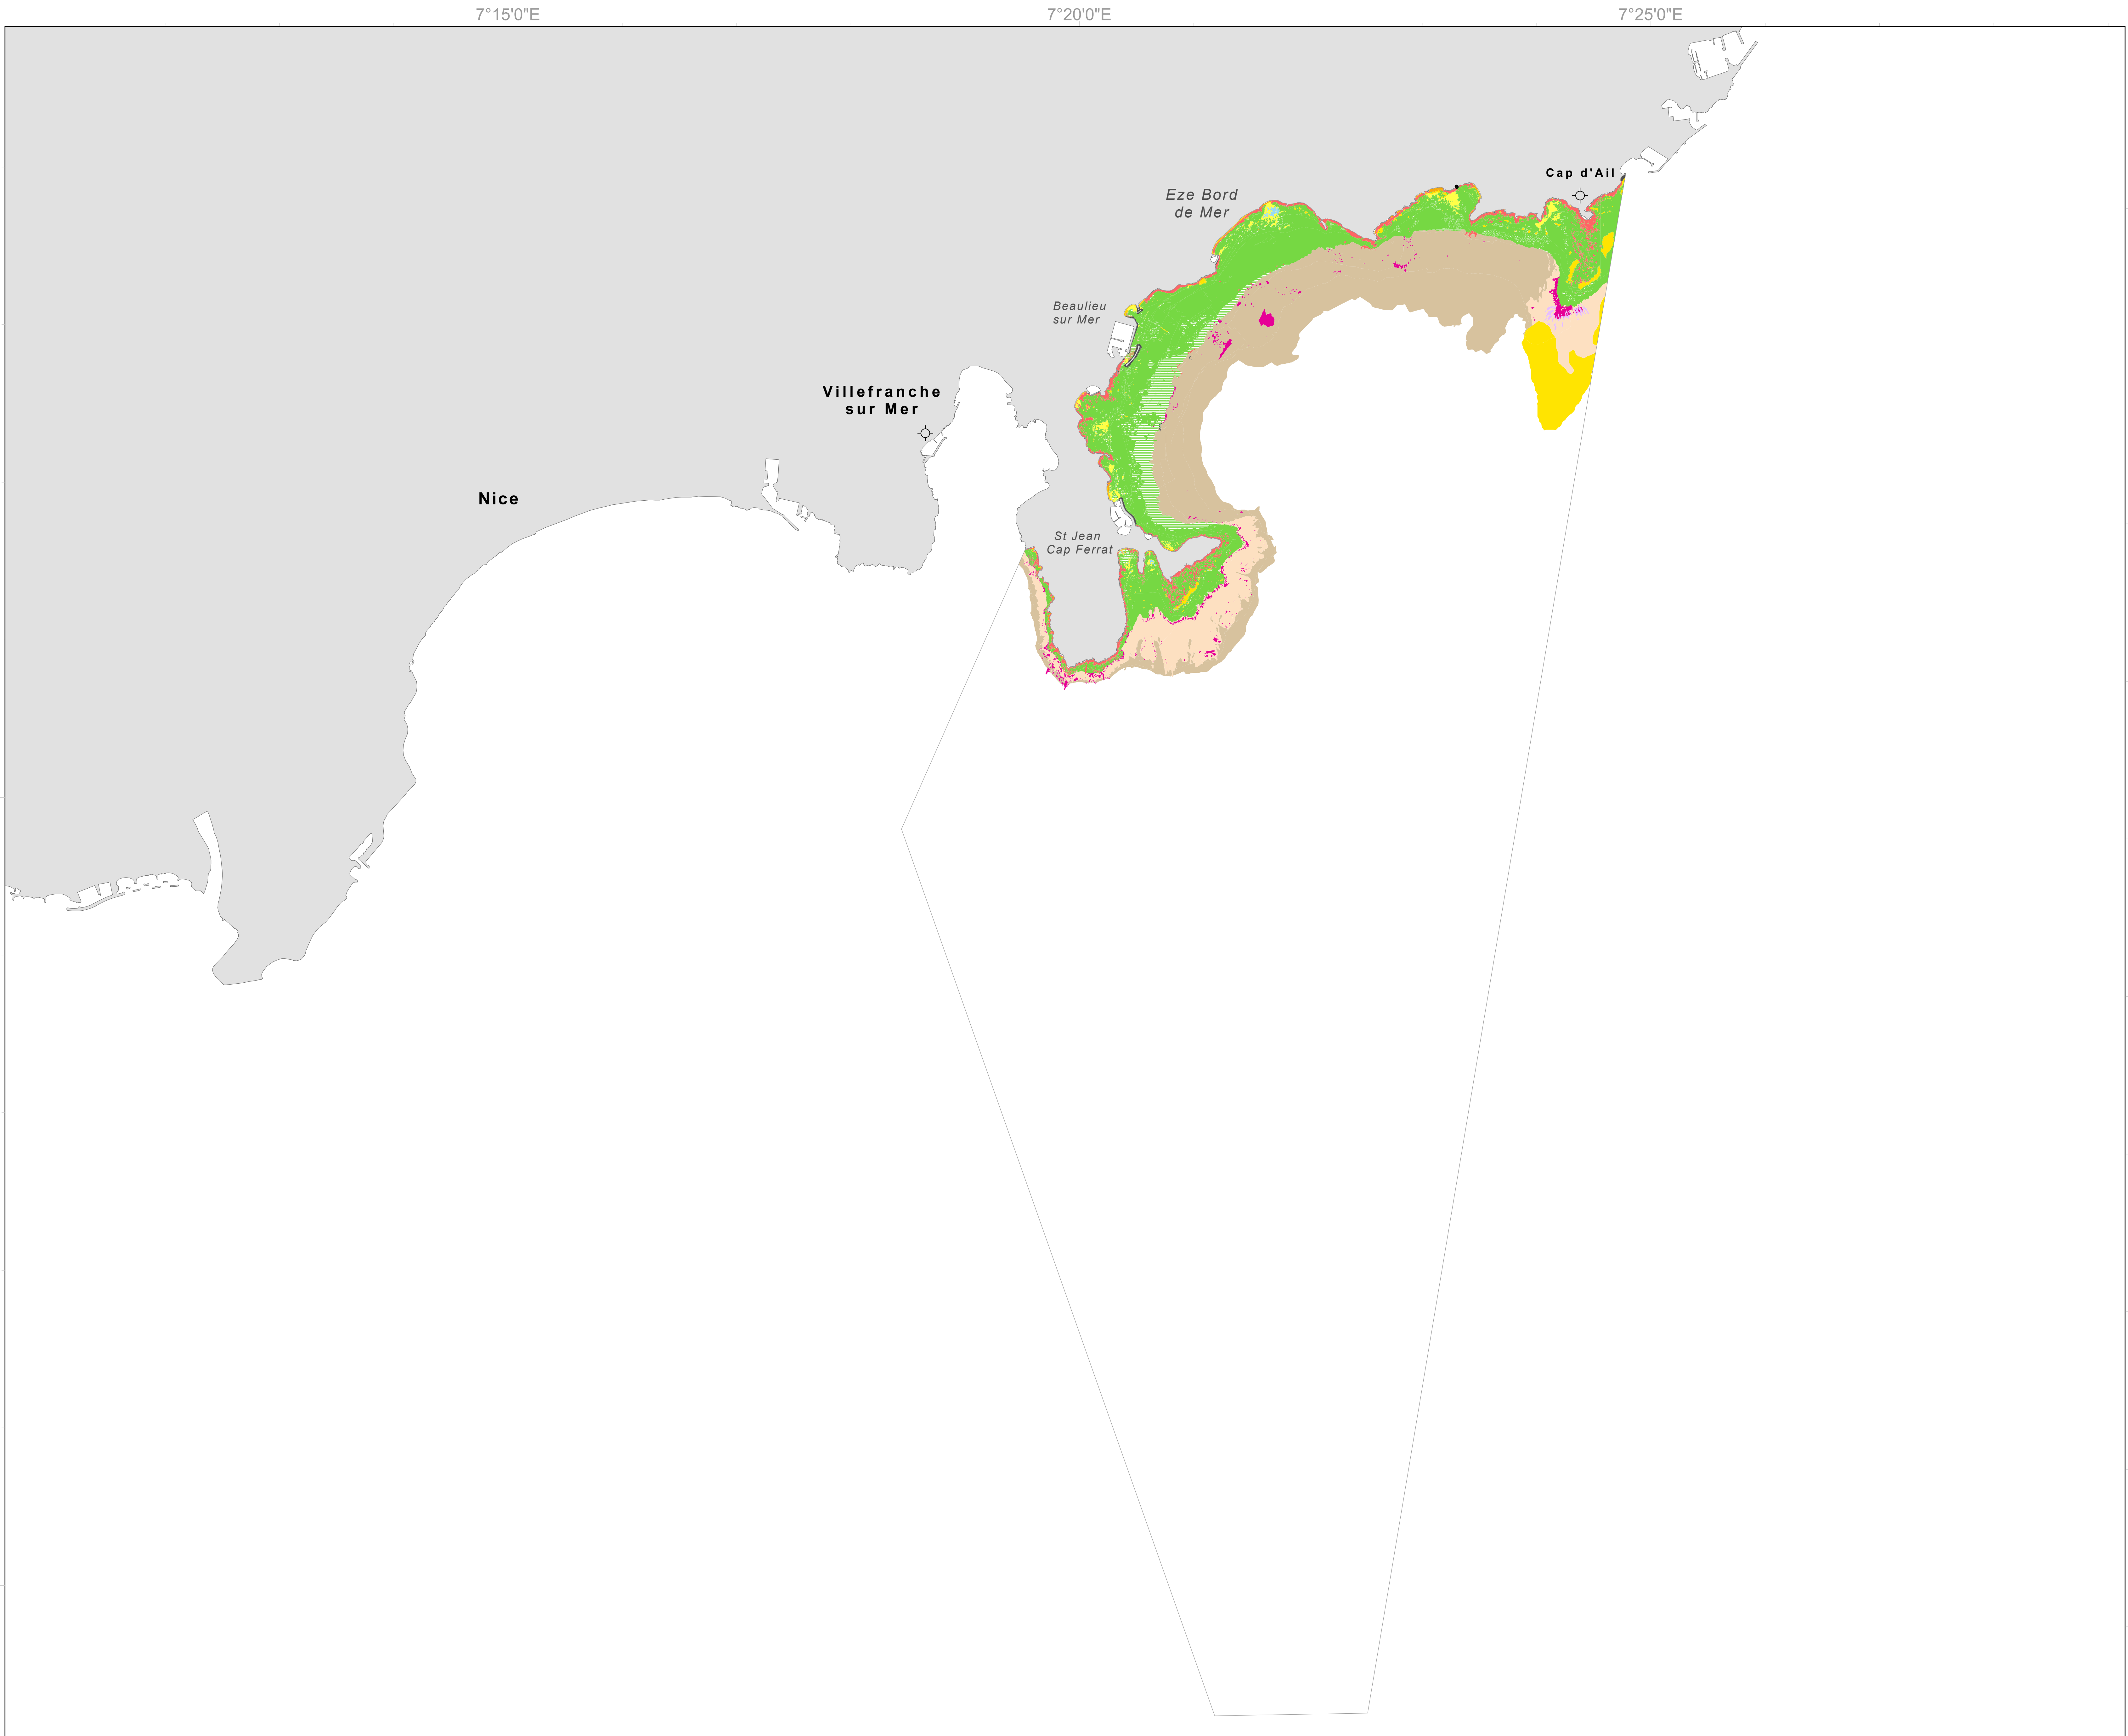 7°15'0"E
7°20'0"E
7°25'0"E
Cap d'Ail
Eze Bord
de Mer
Beaulieu
sur Mer
Villefranche
sur Mer
Nice
St Jean
Cap Ferrat